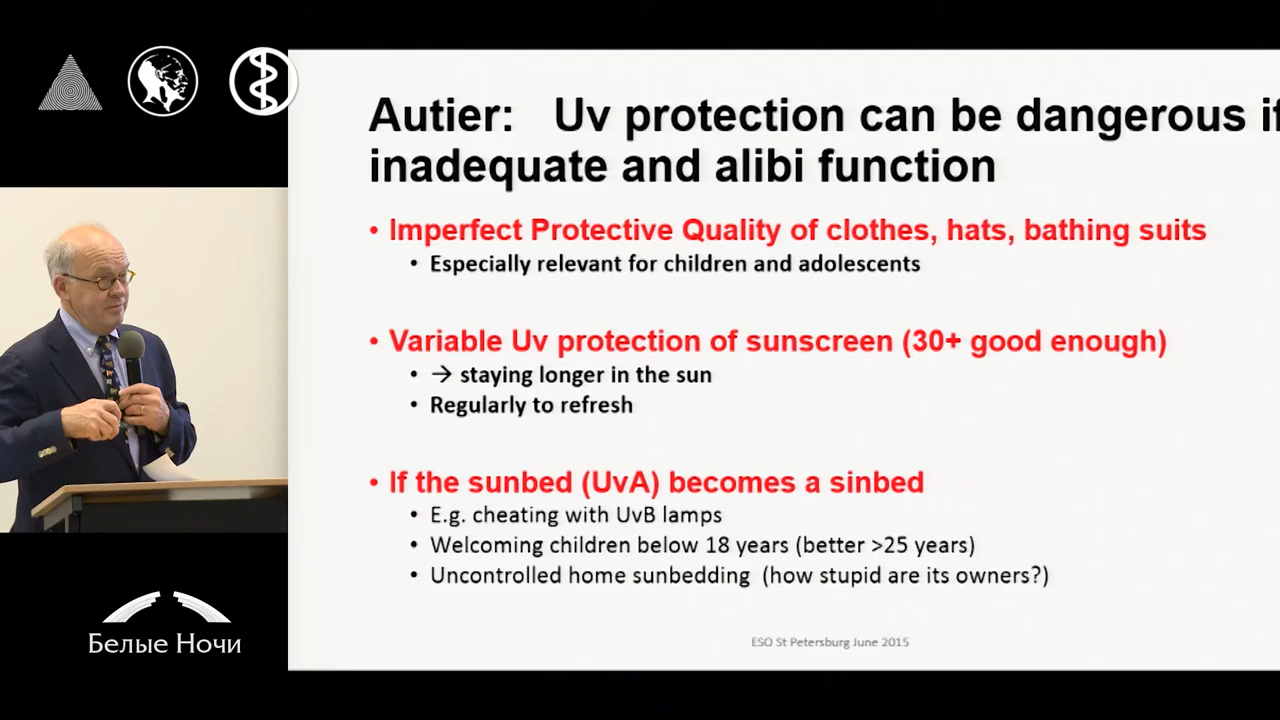 Autier: Uv protection can be dangerous if
inadequate and alibi function
• Imperfect Protective Quality of clothes, hats, bathing suits
• Especially relevant for children and adolescents
• Variable Uv protection of sunscreen (30+ good enough)
• → staying longer in the sun
• Regularly to refresh
• If the sunbed (UvA) becomes a sinbed
• E.g. cheating with UvB lamps
• Welcoming children below 18 years (better >25 years)
• Uncontrolled home sunbedding (how stupid are its owners?)
ESO St Petersburg June 2015
Белые Ночи